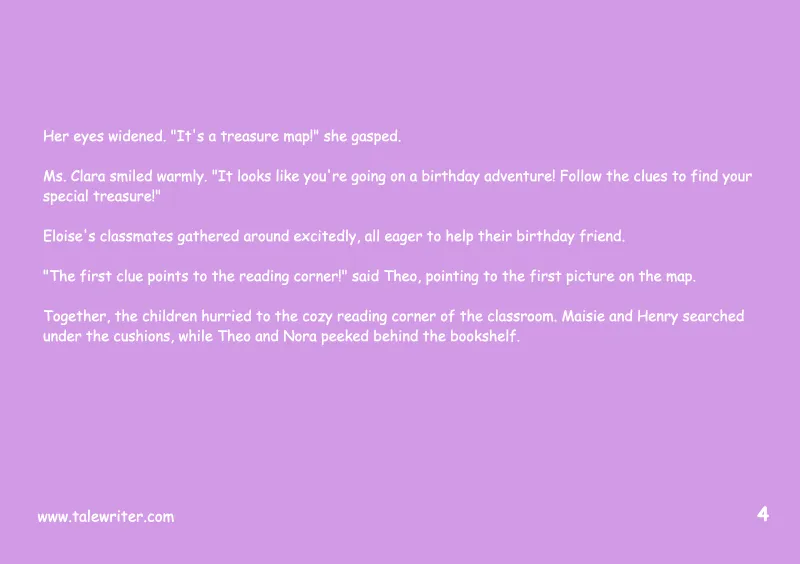 Her eyes widened. "It's a treasure map!" she gasped.
Ms. Clara smiled warmly. "It looks like you're going on a birthday adventure! Follow the clues to find your
special treasure!"
Eloise's classmates gathered around excitedly, all eager to help their birthday friend.
"The first clue points to the reading corner!" said Theo, pointing to the first picture on the map.
Together, the children hurried to the cozy reading corner of the classroom. Maisie and Henry searched
under the cushions, while Theo and Nora peeked behind the bookshelf.
www.talewriter.com
4